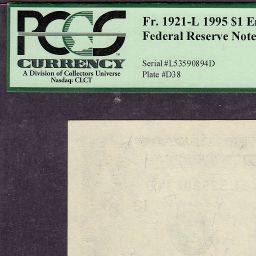 PCGS
CURRENCY
A Division of Collectors Universe
Nasdaq: CLCT
Fr. 1921-L 1995 $1 E
Federal Reserve Note
Serial #L53590894D
Plate #D38